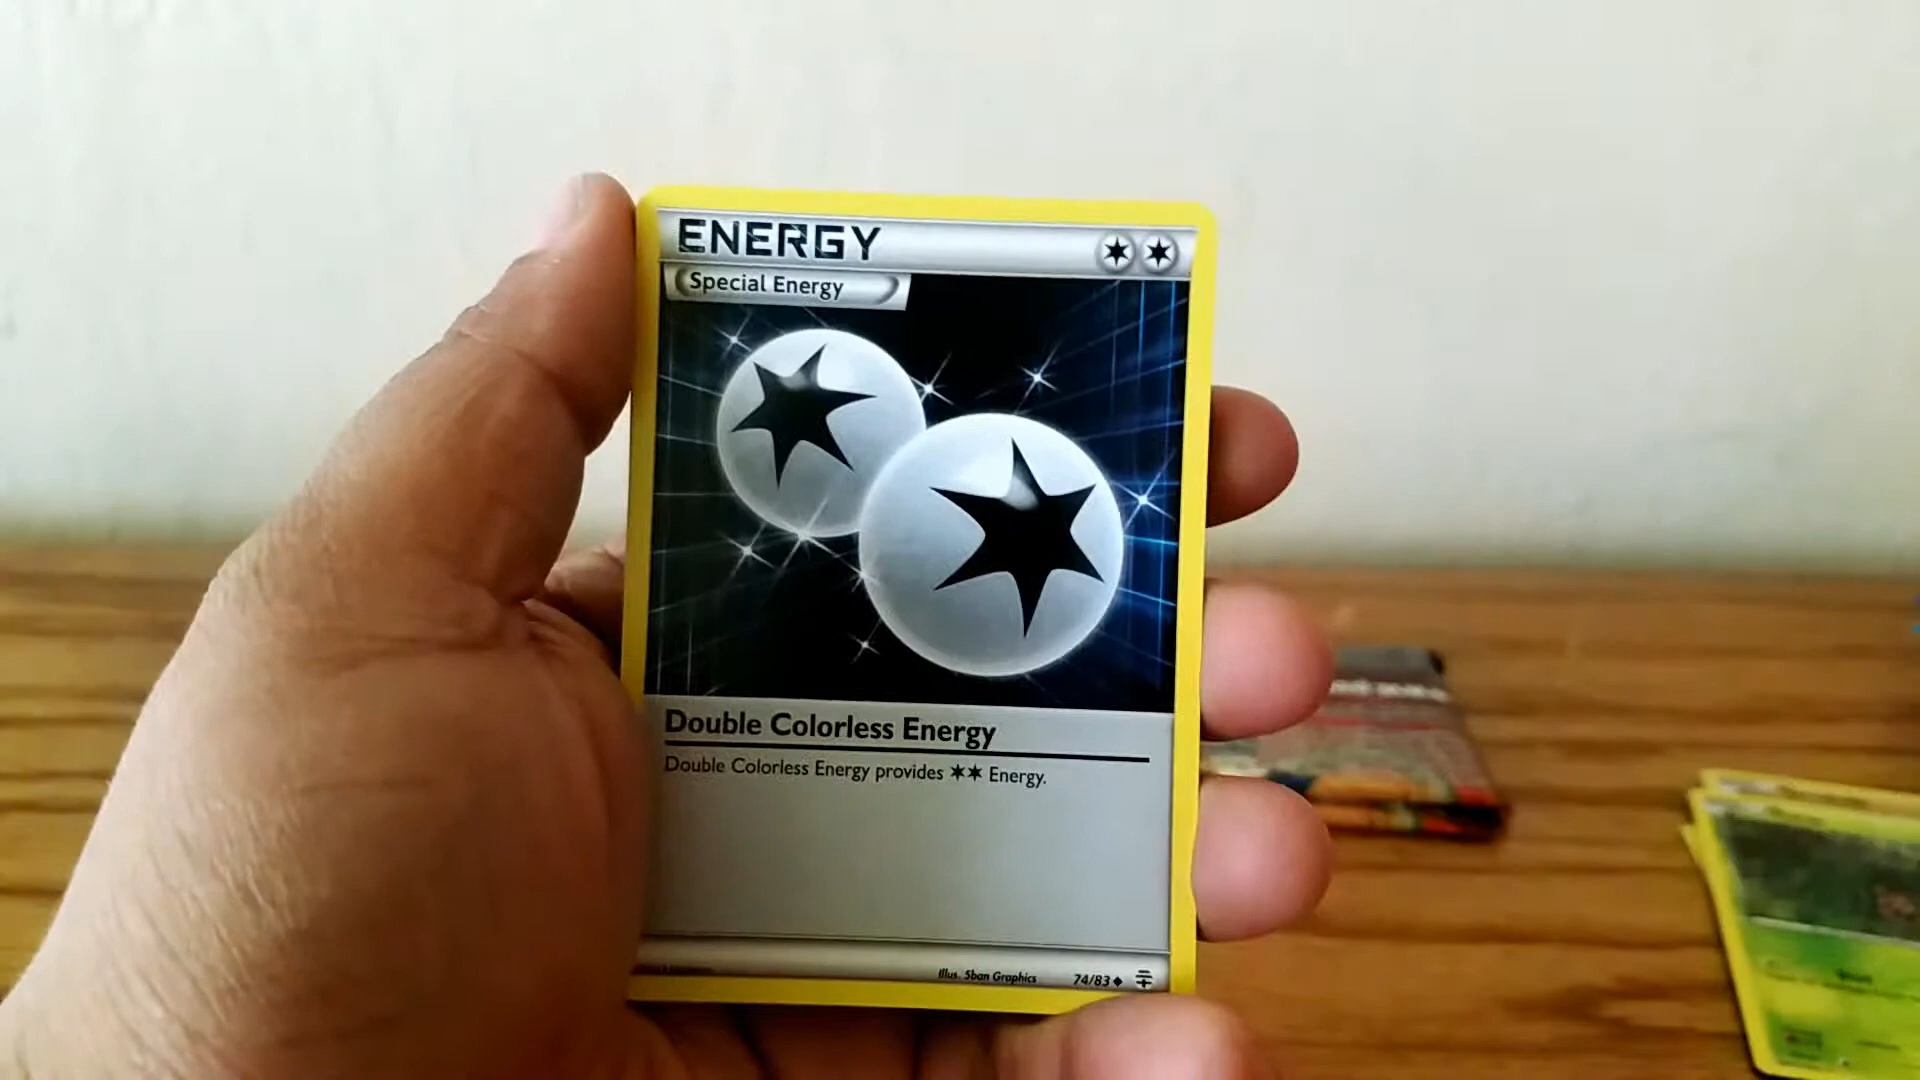 ENERGY
Special Energy
Double Colorless Energy
Double Colorless Energy provides ✶✶ Energy.
Illus. 5ban Graphics
74/83 ◆